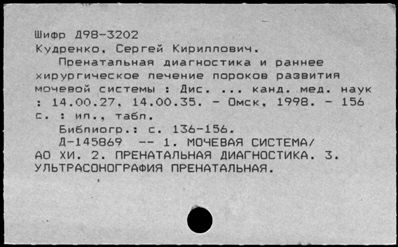 Шифр Д98-3202
Кудренко, Сергей Кириллович.
Пренатальная диагностика и раннее
хирургическое лечение пороков развития
мочевой системы : Дис. ... канд. мед. наук
: 14.00.27, 14.00.35. - Омск, 1998. - 156
с. : ил., табл.
Библиогр.: с. 136-156.
Д-145869 -- 1. МОЧЕВАЯ СИСТЕМА/
АО ХИ. 2. ПРЕНАТАЛЬНАЯ ДИАГНОСТИКА. 3.
УЛЬТРАСОНОГРАФИЯ ПРЕНАТАЛЬНАЯ.